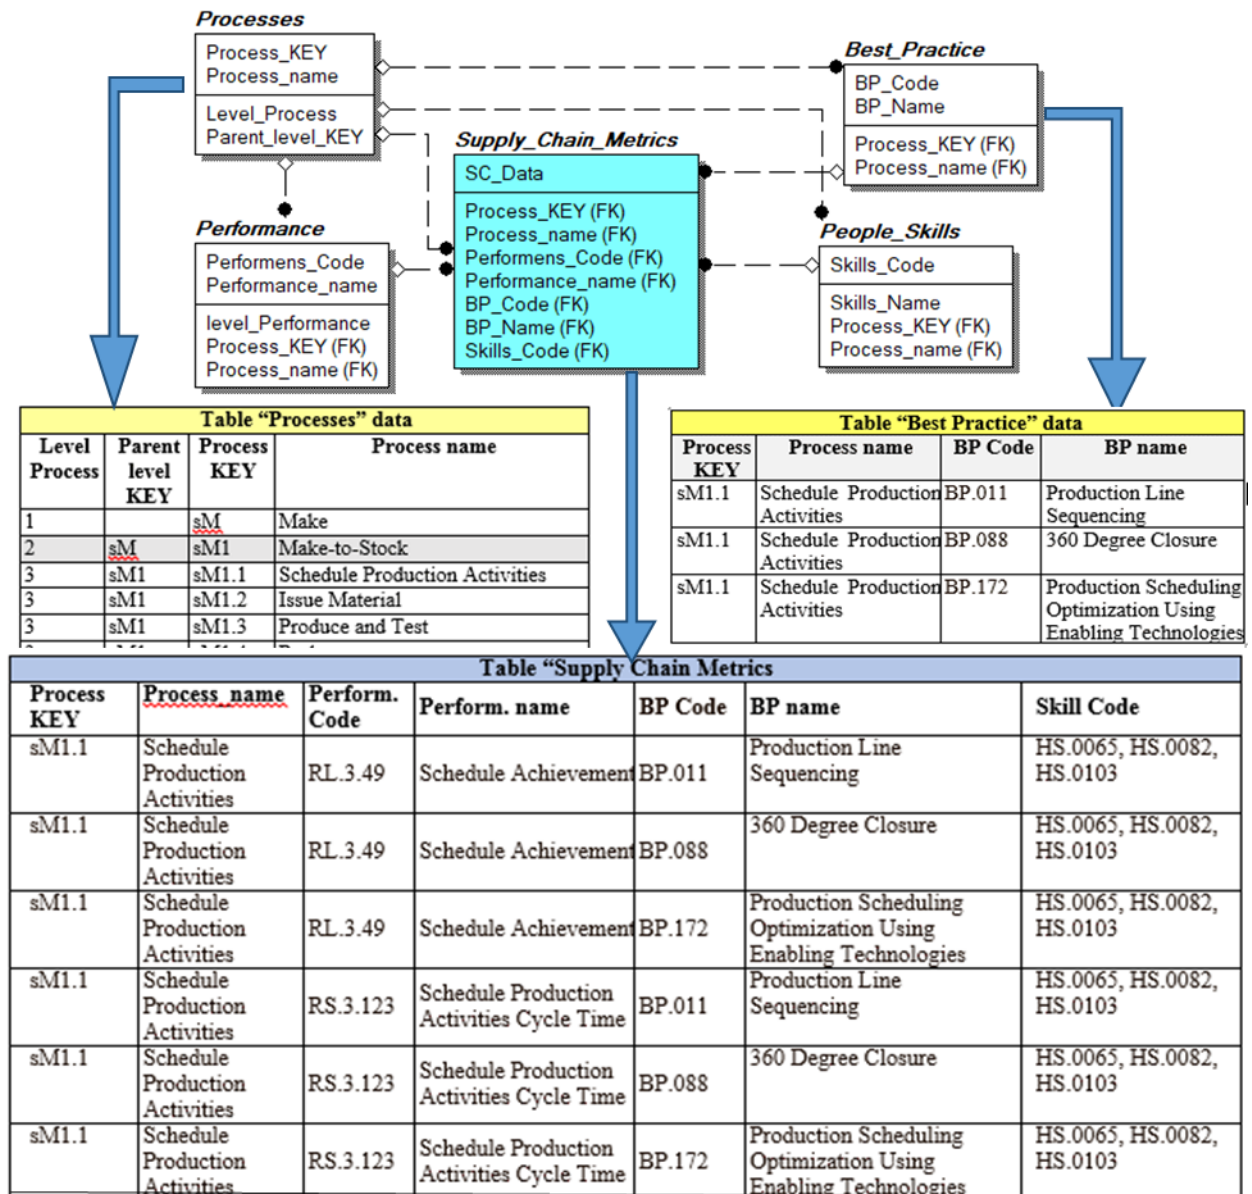 Processes
Process_KEY
Process_name
Level_Process
Parent_level_KEY
Best_Practice
BP_Code
BP_Name
Process_KEY (FK)
Process_name (FK)
Supply_Chain_Metrics
SC_Data
Process_KEY (FK)
Process_name (FK)
Performens_Code (FK)
Performance_name (FK)
BP_Code (FK)
BP_Name (FK)
Skills_Code (FK)
Performance
Performens_Code
Performance_name
level_Performance
Process_KEY (FK)
Process_name (FK)
People_Skills
Skills_Code
Skills_Name
Process_KEY (FK)
Process_name (FK)
Table “Processes” data
Level Parent Process Process name
Process level KEY
KEY
1 sM Make
2 sM sM1 Make-to-Stock
3 sM1 sM1.1 Schedule Production Activities
3 sM1 sM1.2 Issue Material
3 sM1 sM1.3 Produce and Test
Table “Best Practice” data
Process Process name BP Code BP name
KEY
sM1.1 Schedule Production BP.011 Production Line
Activities Sequencing
sM1.1 Schedule Production BP.088 360 Degree Closure
Activities
sM1.1 Schedule Production BP.172 Production Scheduling
Activities Optimization Using
Enabling Technologies
Table “Supply Chain Metrics
Process Process_name Perform. Perform. name BP Code BP name Skill Code
KEY Code
sM1.1 Schedule Production Line HS.0065, HS.0082,
Production RL.3.49 Schedule Achievement BP.011 Sequencing HS.0103
Activities
sM1.1 Schedule 360 Degree Closure HS.0065, HS.0082,
Production RL.3.49 Schedule Achievement BP.088 HS.0103
Activities
sM1.1 Schedule Production Scheduling HS.0065, HS.0082,
Production RL.3.49 Schedule Achievement BP.172 Optimization Using HS.0103
Activities Enabling Technologies
sM1.1 Schedule Production Line HS.0065, HS.0082,
Production RS.3.123 Schedule Production BP.011 Sequencing HS.0103
Activities Activities Cycle Time
sM1.1 Schedule 360 Degree Closure HS.0065, HS.0082,
Production RS.3.123 Schedule Production BP.088 HS.0103
Activities Activities Cycle Time
sM1.1 Schedule Production Scheduling HS.0065, HS.0082,
Production RS.3.123 Schedule Production BP.172 Optimization Using HS.0103
Activities Activities Cycle Time Enabling Technologies